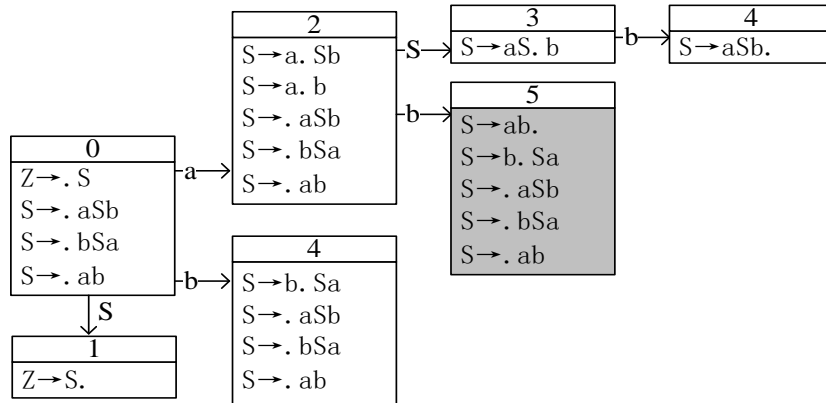 0
Z→.S
S→.aSb
S→.bSa
S→.ab
a
b
S
1
Z→S.
2
S→a.Sb
S→a.b
S→.aSb
S→.bSa
S→.ab
S
b
3
S→aS.b
b
4
S→aSb.
5
S→ab.
S→b.Sa
S→.aSb
S→.bSa
S→.ab
4
S→b.Sa
S→.aSb
S→.bSa
S→.ab